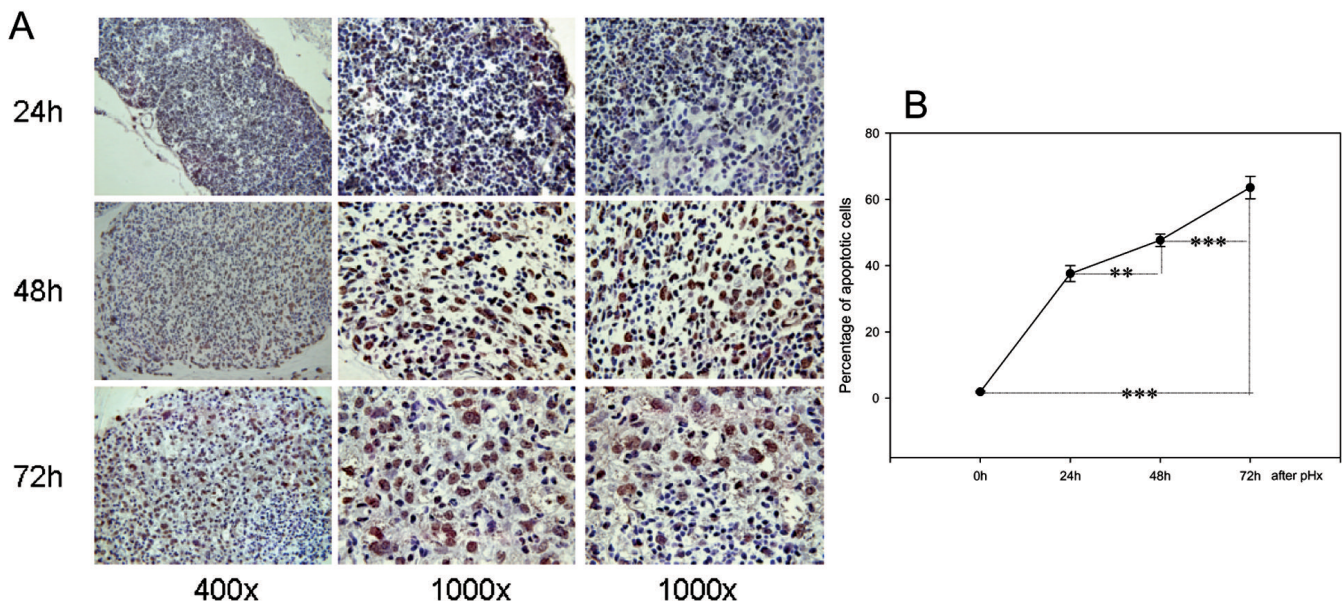 A
24h
48h
72h
400x
1000x
1000x
B
Percentage of apoptotic cells
80
60
40
20
0
**
***
***
0h
24h
48h
72h
after pHx